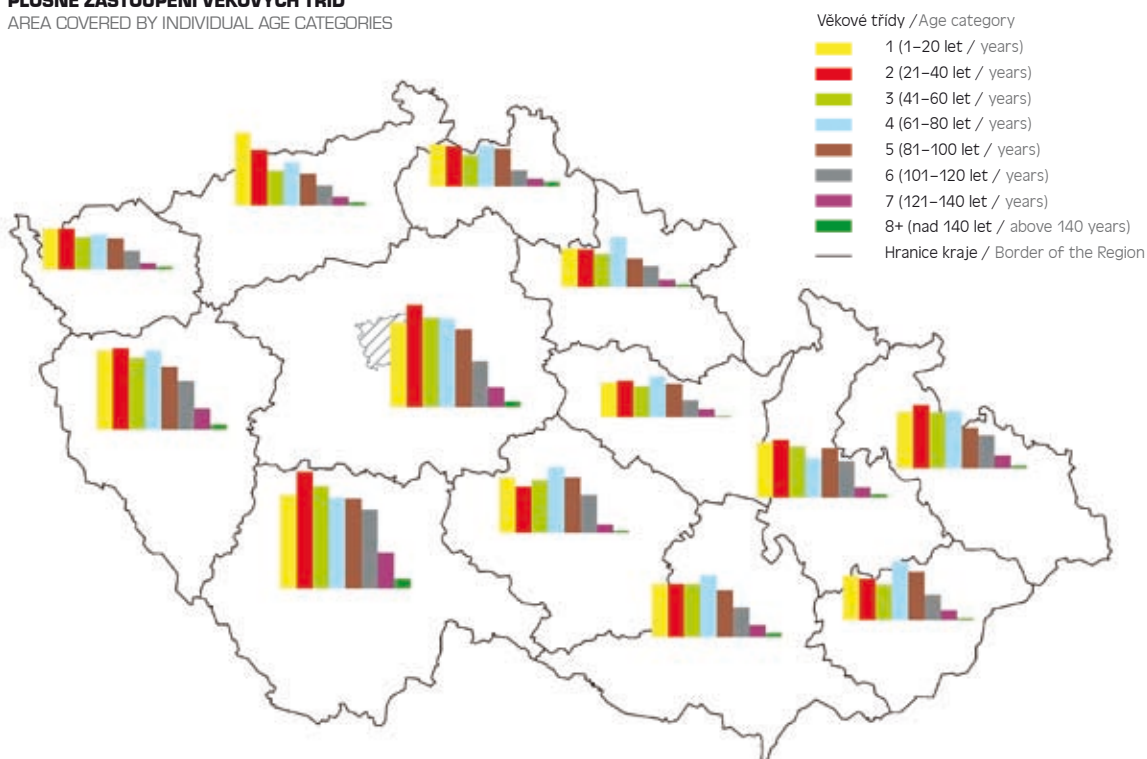 PLOŠNÉ ZASTOUPENÍ VĚKOVÝCH TŘÍD
AREA COVERED BY INDIVIDUAL AGE CATEGORIES
Věkové třídy /Age category
1 (1–20 let / years)
2 (21–40 let / years)
3 (41–60 let / years)
4 (61–80 let / years)
5 (81–100 let / years)
6 (101–120 let / years)
7 (121–140 let / years)
8+ (nad 140 let / above 140 years)
Hranice kraje / Border of the Region